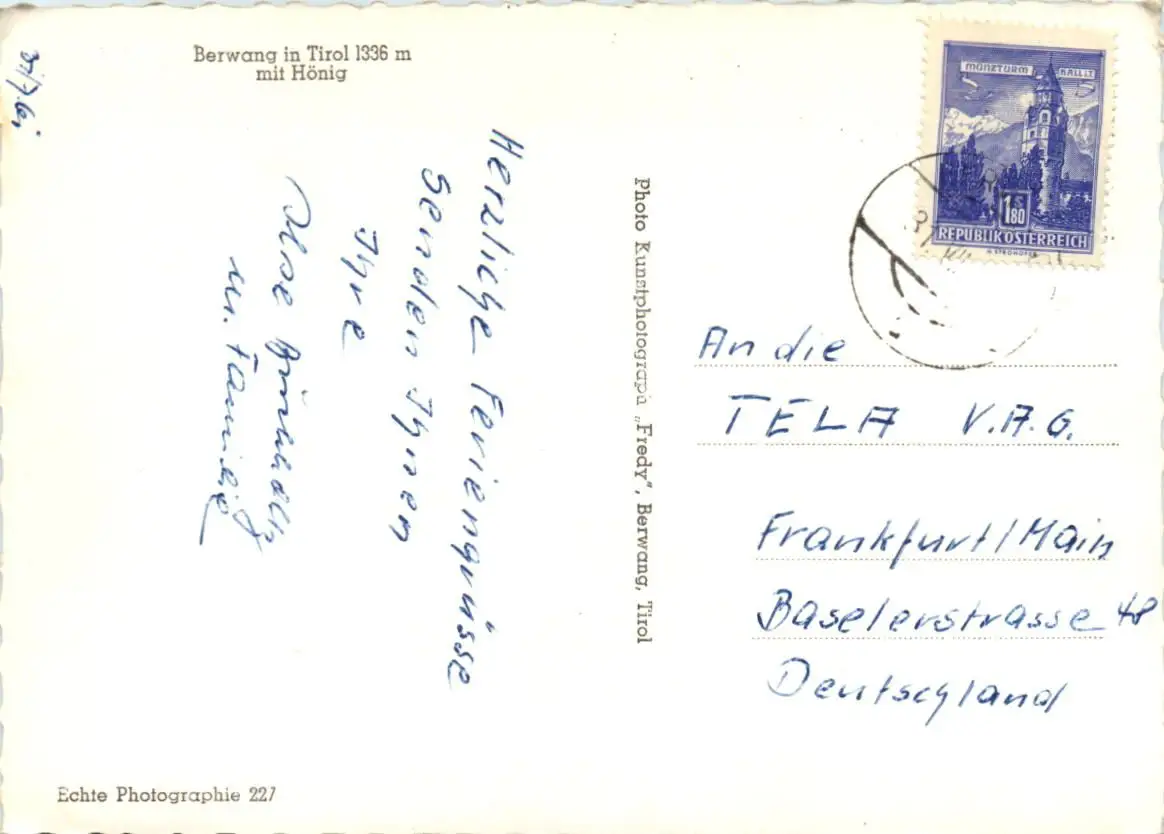 Berwang in Tirol 1336 m
mit Hönig
Herzliche Feriengrüsse
senden Ihnen
Ihre
Ilse
u. Familie
Photo Kunstphotograph „Fredy", Berwang, Tirol
MÜNZTURM HALL i.T.
1.80
REPUBLIK ÖSTERREICH
An die
TELA V.A.G.
Frankfurt/Main
Baselerstrasse 48
Deutschland
Echte Photographie 227